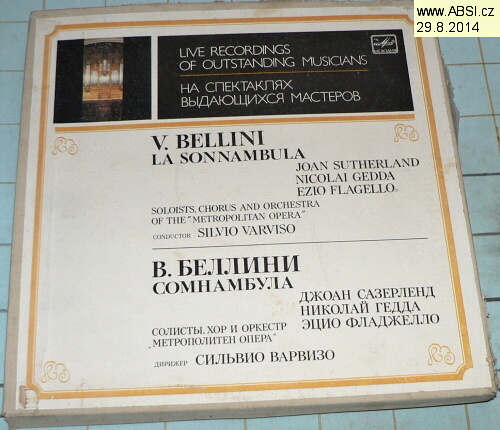 www.ABSI.cz
29.8.2014
LIVE RECORDINGS
OF OUTSTANDING MUSICIANS
НА СПЕКТАКЛЯХ
ВЫДАЮЩИХСЯ МАСТЕРОВ
V. BELLINI
LA SONNAMBULA
JOAN SUTHERLAND
NICOLAI GEDDA
EZIO FLAGELLO
SOLOISTS, CHORUS AND ORCHESTRA
OF THE "METROPOLITAN OPERA"
CONDUCTOR SILVIO VARVISO
В. БЕЛЛИНИ
СОМНАМБУЛА
ДЖОАН САЗЕРЛЕНД
НИКОЛАЙ ГЕДДА
ЭЦИО ФЛАДЖЕЛЛО
СОЛИСТЫ, ХОР И ОРКЕСТР
„МЕТРОПОЛИТЕН ОПЕРА"
ДИРИЖЕР СИЛЬВИО ВАРВИЗО